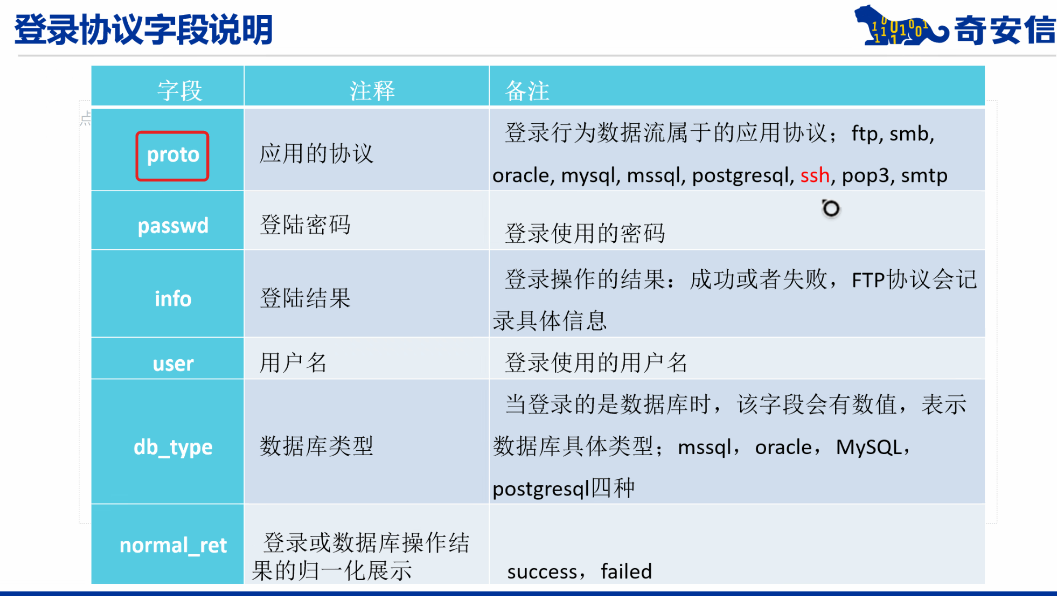 登录协议字段说明
奇安信
字段 注释 备注
点
proto 应用的协议 登录行为数据流属于的应用协议；ftp, smb,
oracle, mysql, mssql, postgresql, ssh, pop3, smtp
passwd 登陆密码 登录使用的密码
info 登陆结果 登录操作的结果：成功或者失败，FTP协议会记
录具体信息
user 用户名 登录使用的用户名
db_type 数据库类型 当登录的是数据库时，该字段会有数值，表示
数据库具体类型；mssql，oracle，MySQL，
postgresql四种
normal_ret 登录或数据库操作结
果的归一化展示 success，failed